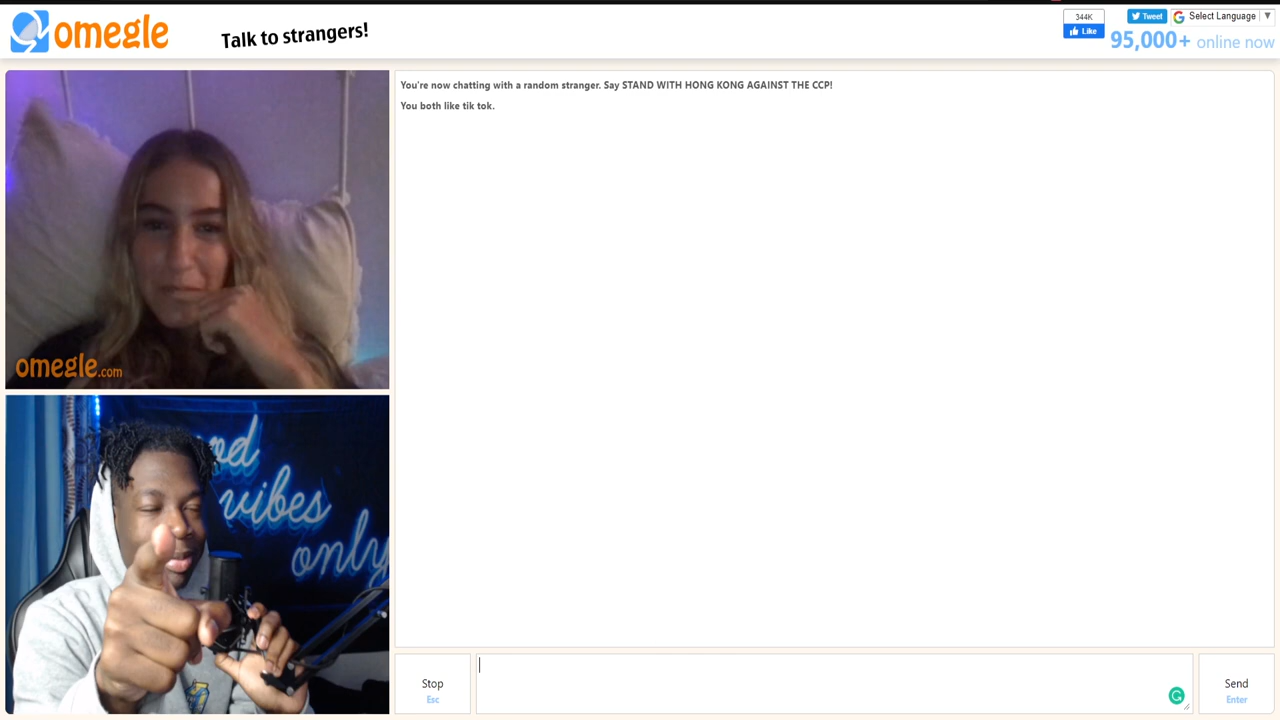 omegle
Talk to strangers!
344K
Like
Tweet
Select Language
95,000+ online now
You're now chatting with a random stranger. Say STAND WITH HONG KONG AGAINST THE CCP!
You both like tik tok.
omegle.com
vibes
only
Stop
Esc
Send
Enter